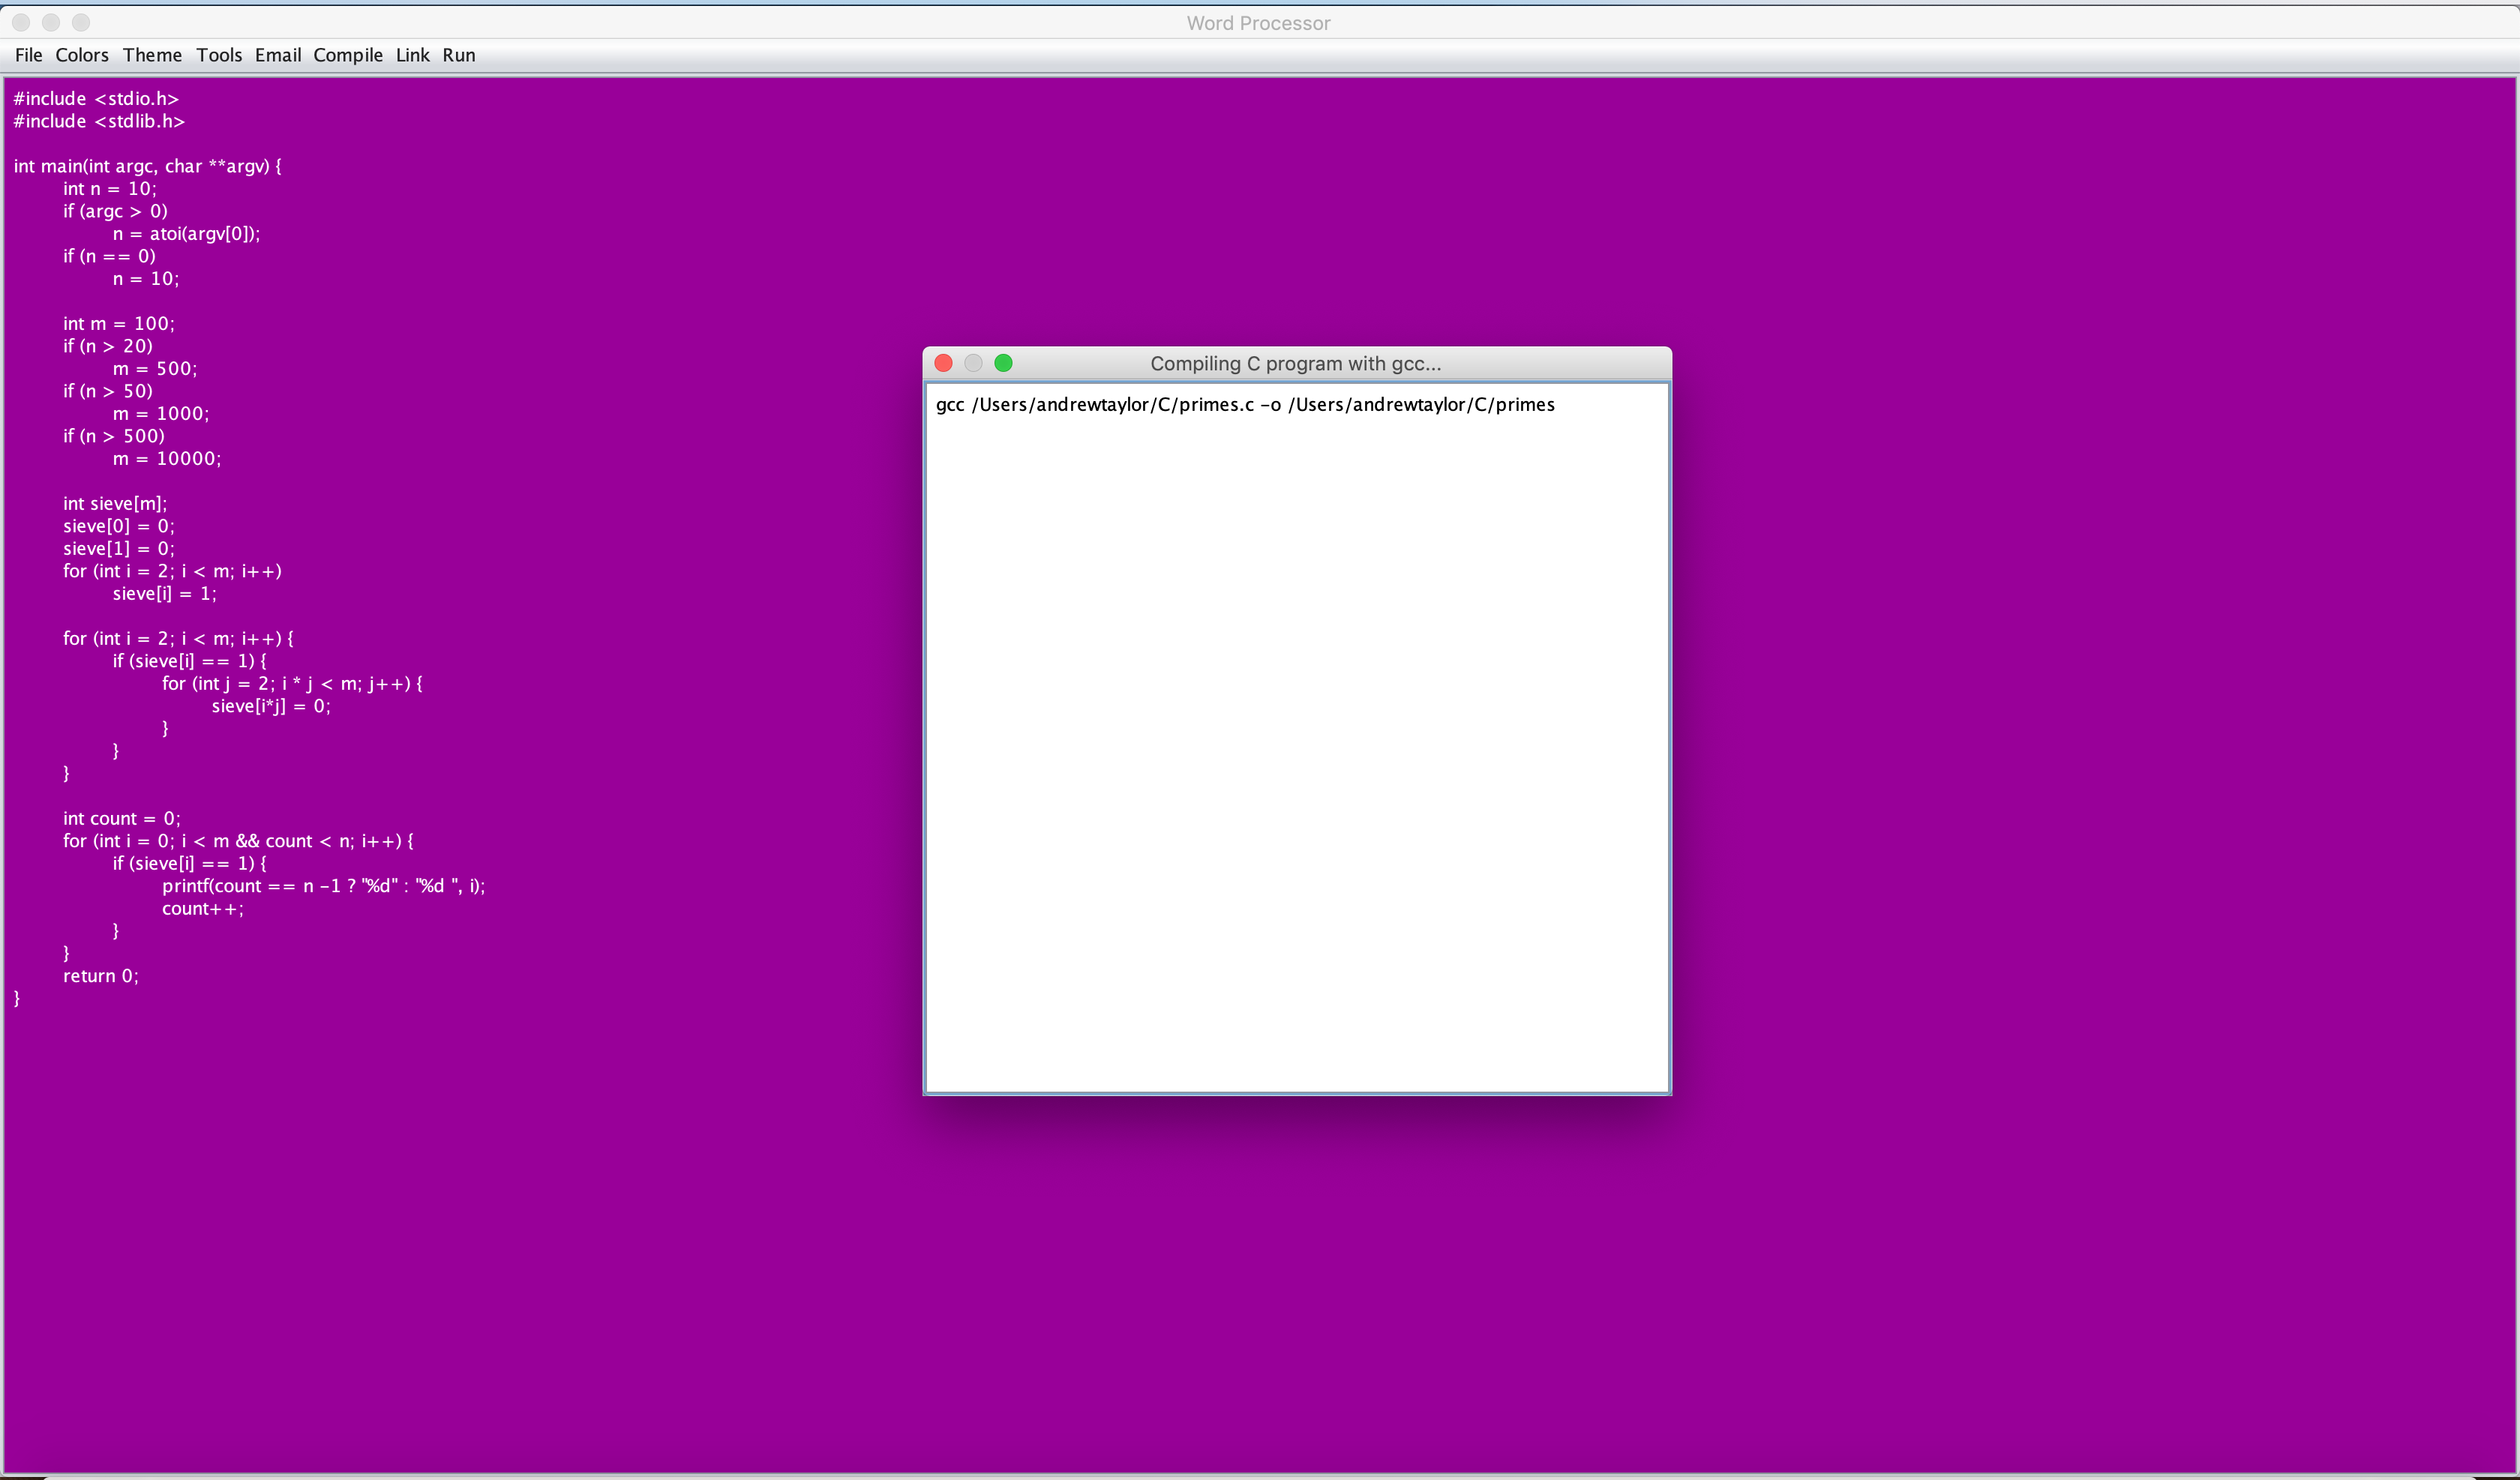 Word Processor
File Colors Theme Tools Email Compile Link Run
#include <stdio.h>
#include <stdlib.h>
int main(int argc, char **argv) {
int n = 10;
if (argc > 0)
n = atoi(argv[0]);
if (n == 0)
n = 10;
int m = 100;
if (n > 20)
m = 500;
if (n > 50)
m = 1000;
if (n > 500)
m = 10000;
int sieve[m];
sieve[0] = 0;
sieve[1] = 0;
for (int i = 2; i < m; i++)
sieve[i] = 1;
for (int i = 2; i < m; i++) {
if (sieve[i] == 1) {
for (int j = 2; i * j < m; j++) {
sieve[i*j] = 0;
}
}
}
int count = 0;
for (int i = 0; i < m && count < n; i++) {
if (sieve[i] == 1) {
printf(count == n -1 ? "%d" : "%d ", i);
count++;
}
}
return 0;
}
Compiling C program with gcc...
gcc /Users/andrewtaylor/C/primes.c -o /Users/andrewtaylor/C/primes